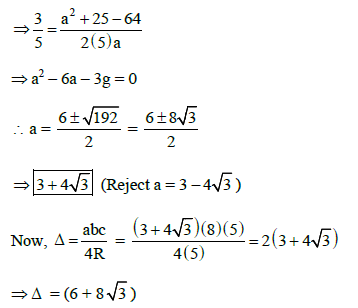 ⇒ 3/5 = (a² + 25 − 64)/(2(5)a)
⇒ a² − 6a − 3g = 0
∴ a = (6 ± √192)/2 = (6 ± 8√3)/2
⇒ 3 + 4√3 (Reject a = 3 − 4√3)
Now, Δ = abc/4R = ((3 + 4√3)(8)(5))/(4(5)) = 2(3 + 4√3)
⇒ Δ = (6 + 8√3)